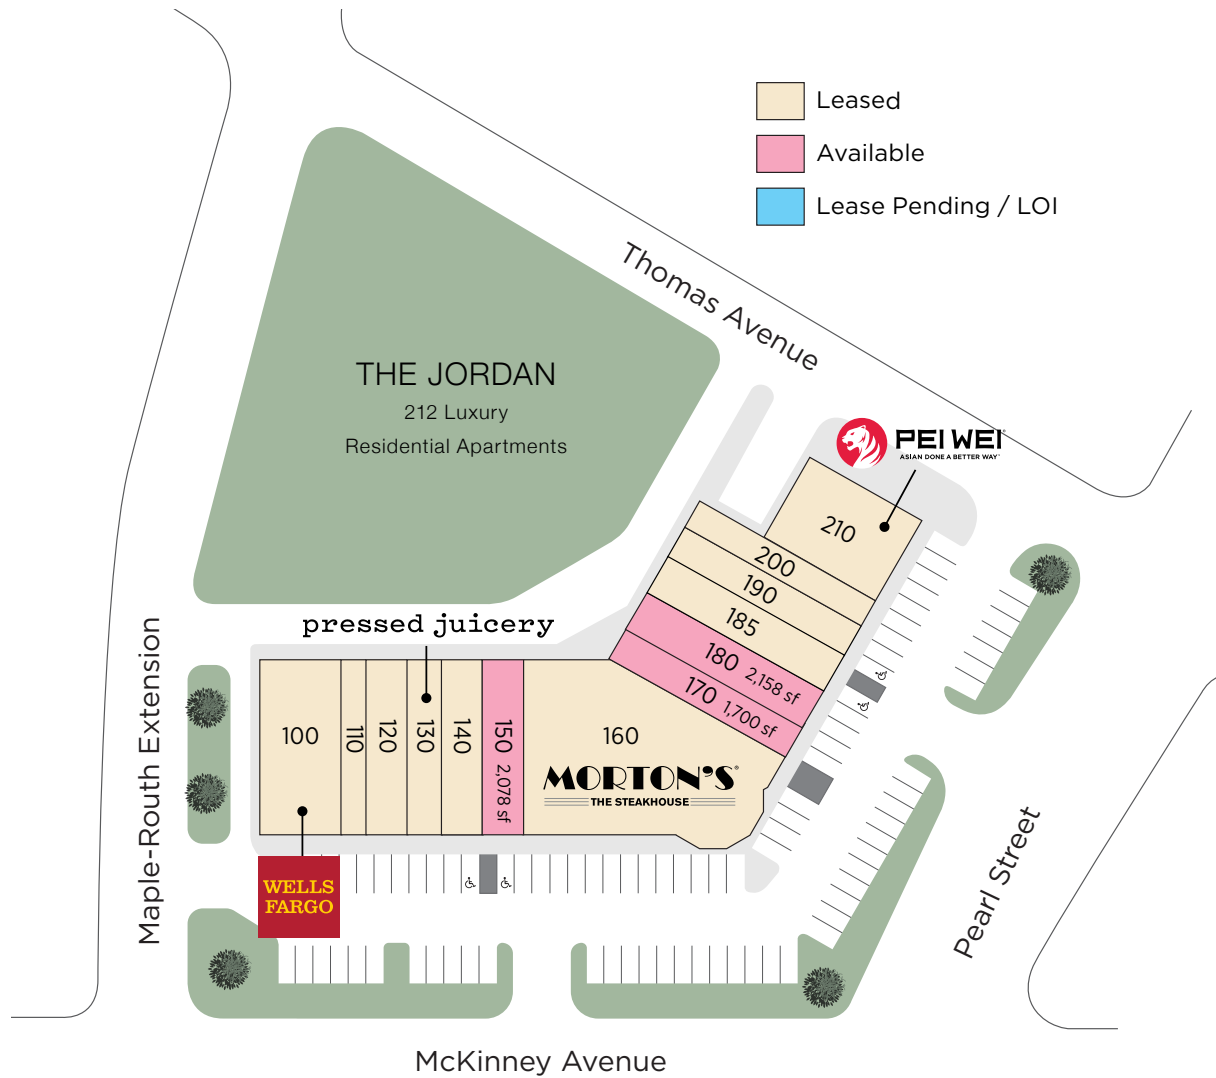 Leased
Available
Lease Pending / LOI
Thomas Avenue
THE JORDAN
212 Luxury
Residential Apartments
PEI WEI
ASIAN DONE A BETTER WAY
210
200
190
185
180 2,158 sf
170 1,700 sf
pressed juicery
Maple-Routh Extension
100
110
120
130
140
150 2,078 sf
160
MORTON'S®
THE STEAKHOUSE
WELLS
FARGO
Pearl Street
McKinney Avenue